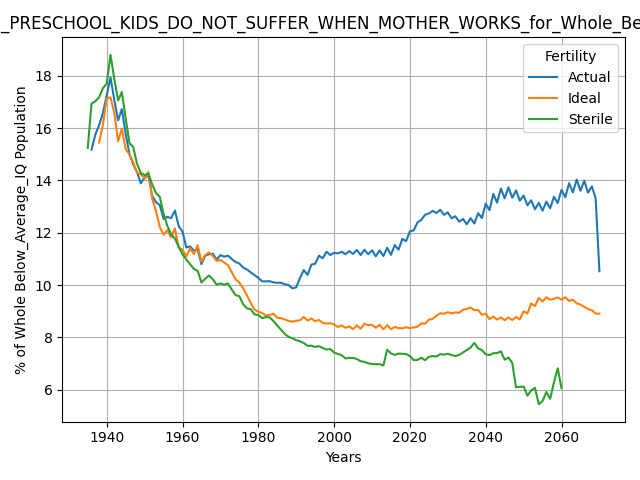 _PRESCHOOL_KIDS_DO_NOT_SUFFER_WHEN_MOTHER_WORKS_for_Whole_Be
Fertility
Actual
Ideal
Sterile
% of Whole Below_Average_IQ Population
18
16
14
12
10
8
6
1940 1960 1980 2000 2020 2040 2060
Years